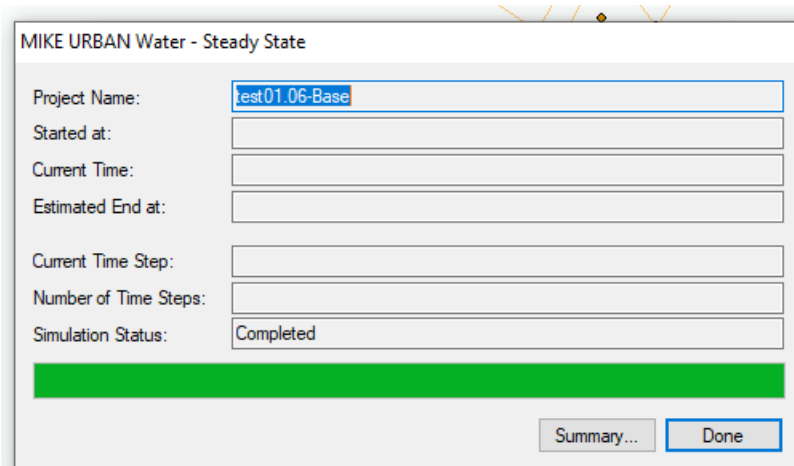 MIKE URBAN Water - Steady State
Project Name: test01.06-Base
Started at:
Current Time:
Estimated End at:
Current Time Step:
Number of Time Steps:
Simulation Status: Completed
Summary... Done